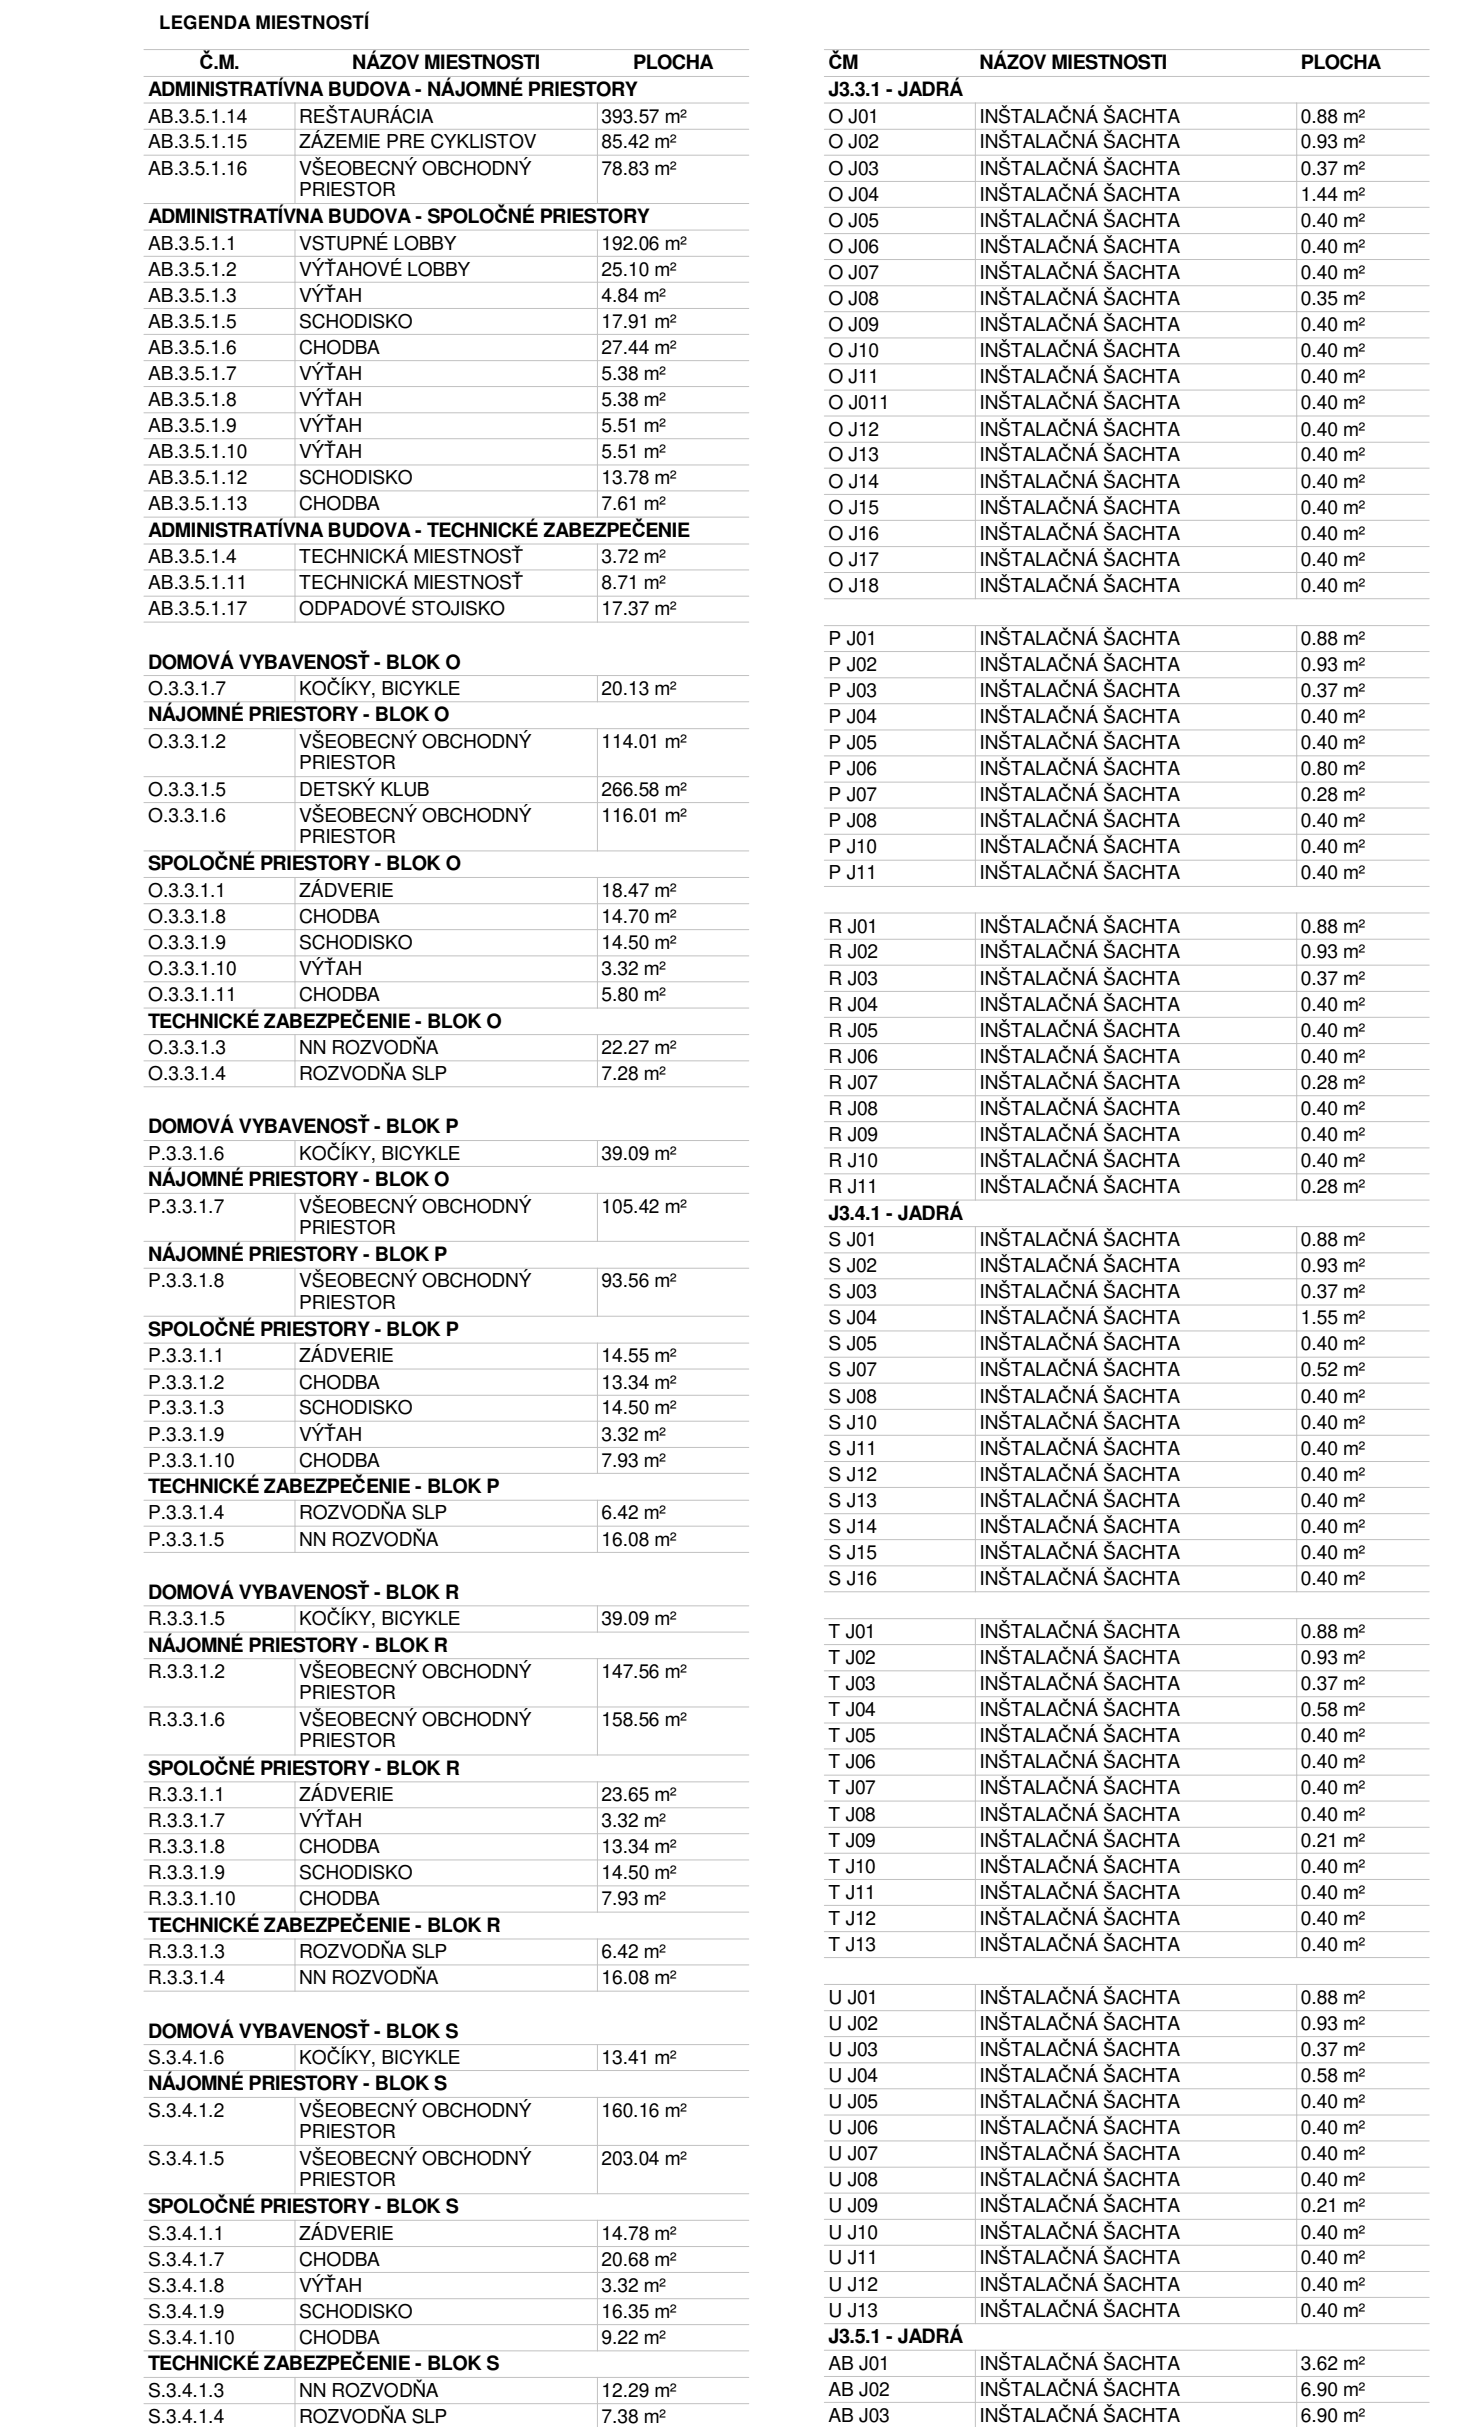 LEGENDA MIESTNOSTÍ
Č.M. NÁZOV MIESTNOSTI PLOCHA
ADMINISTRATÍVNA BUDOVA - NÁJOMNÉ PRIESTORY
AB.3.5.1.14 REŠTAURÁCIA 393.57 m²
AB.3.5.1.15 ZÁZEMIE PRE CYKLISTOV 85.42 m²
AB.3.5.1.16 VŠEOBECNÝ OBCHODNÝ 78.83 m²
PRIESTOR
ADMINISTRATÍVNA BUDOVA - SPOLOČNÉ PRIESTORY
AB.3.5.1.1 VSTUPNÉ LOBBY 192.06 m²
AB.3.5.1.2 VÝŤAHOVÉ LOBBY 25.10 m²
AB.3.5.1.3 VÝŤAH 4.84 m²
AB.3.5.1.5 SCHODISKO 17.91 m²
AB.3.5.1.6 CHODBA 27.44 m²
AB.3.5.1.7 VÝŤAH 5.38 m²
AB.3.5.1.8 VÝŤAH 5.38 m²
AB.3.5.1.9 VÝŤAH 5.51 m²
AB.3.5.1.10 VÝŤAH 5.51 m²
AB.3.5.1.12 SCHODISKO 13.78 m²
AB.3.5.1.13 CHODBA 7.61 m²
ADMINISTRATÍVNA BUDOVA - TECHNICKÉ ZABEZPEČENIE
AB.3.5.1.4 TECHNICKÁ MIESTNOSŤ 3.72 m²
AB.3.5.1.11 TECHNICKÁ MIESTNOSŤ 8.71 m²
AB.3.5.1.17 ODPADOVÉ STOJISKO 17.37 m²
DOMOVÁ VYBAVENOSŤ - BLOK O
O.3.3.1.7 KOČÍKY, BICYKLE 20.13 m²
NÁJOMNÉ PRIESTORY - BLOK O
O.3.3.1.2 VŠEOBECNÝ OBCHODNÝ 114.01 m²
PRIESTOR
O.3.3.1.5 DETSKÝ KLUB 266.58 m²
O.3.3.1.6 VŠEOBECNÝ OBCHODNÝ 116.01 m²
PRIESTOR
SPOLOČNÉ PRIESTORY - BLOK O
O.3.3.1.1 ZÁDVERIE 18.47 m²
O.3.3.1.8 CHODBA 14.70 m²
O.3.3.1.9 SCHODISKO 14.50 m²
O.3.3.1.10 VÝŤAH 3.32 m²
O.3.3.1.11 CHODBA 5.80 m²
TECHNICKÉ ZABEZPEČENIE - BLOK O
O.3.3.1.3 NN ROZVODŇA 22.27 m²
O.3.3.1.4 ROZVODŇA SLP 7.28 m²
DOMOVÁ VYBAVENOSŤ - BLOK P
P.3.3.1.6 KOČÍKY, BICYKLE 39.09 m²
NÁJOMNÉ PRIESTORY - BLOK O
P.3.3.1.7 VŠEOBECNÝ OBCHODNÝ 105.42 m²
PRIESTOR
NÁJOMNÉ PRIESTORY - BLOK P
P.3.3.1.8 VŠEOBECNÝ OBCHODNÝ 93.56 m²
PRIESTOR
SPOLOČNÉ PRIESTORY - BLOK P
P.3.3.1.1 ZÁDVERIE 14.55 m²
P.3.3.1.2 CHODBA 13.34 m²
P.3.3.1.3 SCHODISKO 14.50 m²
P.3.3.1.9 VÝŤAH 3.32 m²
P.3.3.1.10 CHODBA 7.93 m²
TECHNICKÉ ZABEZPEČENIE - BLOK P
P.3.3.1.4 ROZVODŇA SLP 6.42 m²
P.3.3.1.5 NN ROZVODŇA 16.08 m²
DOMOVÁ VYBAVENOSŤ - BLOK R
R.3.3.1.5 KOČÍKY, BICYKLE 39.09 m²
NÁJOMNÉ PRIESTORY - BLOK R
R.3.3.1.2 VŠEOBECNÝ OBCHODNÝ 147.56 m²
PRIESTOR
R.3.3.1.6 VŠEOBECNÝ OBCHODNÝ 158.56 m²
PRIESTOR
SPOLOČNÉ PRIESTORY - BLOK R
R.3.3.1.1 ZÁDVERIE 23.65 m²
R.3.3.1.7 VÝŤAH 3.32 m²
R.3.3.1.8 CHODBA 13.34 m²
R.3.3.1.9 SCHODISKO 14.50 m²
R.3.3.1.10 CHODBA 7.93 m²
TECHNICKÉ ZABEZPEČENIE - BLOK R
R.3.3.1.3 ROZVODŇA SLP 6.42 m²
R.3.3.1.4 NN ROZVODŇA 16.08 m²
DOMOVÁ VYBAVENOSŤ - BLOK S
S.3.4.1.6 KOČÍKY, BICYKLE 13.41 m²
NÁJOMNÉ PRIESTORY - BLOK S
S.3.4.1.2 VŠEOBECNÝ OBCHODNÝ 160.16 m²
PRIESTOR
S.3.4.1.5 VŠEOBECNÝ OBCHODNÝ 203.04 m²
PRIESTOR
SPOLOČNÉ PRIESTORY - BLOK S
S.3.4.1.1 ZÁDVERIE 14.78 m²
S.3.4.1.7 CHODBA 20.68 m²
S.3.4.1.8 VÝŤAH 3.32 m²
S.3.4.1.9 SCHODISKO 16.35 m²
S.3.4.1.10 CHODBA 9.22 m²
TECHNICKÉ ZABEZPEČENIE - BLOK S
S.3.4.1.3 NN ROZVODŇA 12.29 m²
S.3.4.1.4 ROZVODŇA SLP 7.38 m²
ČM NÁZOV MIESTNOSTI PLOCHA
J3.3.1 - JADRÁ
O J01 INŠTALAČNÁ ŠACHTA 0.88 m²
O J02 INŠTALAČNÁ ŠACHTA 0.93 m²
O J03 INŠTALAČNÁ ŠACHTA 0.37 m²
O J04 INŠTALAČNÁ ŠACHTA 1.44 m²
O J05 INŠTALAČNÁ ŠACHTA 0.40 m²
O J06 INŠTALAČNÁ ŠACHTA 0.40 m²
O J07 INŠTALAČNÁ ŠACHTA 0.40 m²
O J08 INŠTALAČNÁ ŠACHTA 0.35 m²
O J09 INŠTALAČNÁ ŠACHTA 0.40 m²
O J10 INŠTALAČNÁ ŠACHTA 0.40 m²
O J11 INŠTALAČNÁ ŠACHTA 0.40 m²
O J011 INŠTALAČNÁ ŠACHTA 0.40 m²
O J12 INŠTALAČNÁ ŠACHTA 0.40 m²
O J13 INŠTALAČNÁ ŠACHTA 0.40 m²
O J14 INŠTALAČNÁ ŠACHTA 0.40 m²
O J15 INŠTALAČNÁ ŠACHTA 0.40 m²
O J16 INŠTALAČNÁ ŠACHTA 0.40 m²
O J17 INŠTALAČNÁ ŠACHTA 0.40 m²
O J18 INŠTALAČNÁ ŠACHTA 0.40 m²
P J01 INŠTALAČNÁ ŠACHTA 0.88 m²
P J02 INŠTALAČNÁ ŠACHTA 0.93 m²
P J03 INŠTALAČNÁ ŠACHTA 0.37 m²
P J04 INŠTALAČNÁ ŠACHTA 0.40 m²
P J05 INŠTALAČNÁ ŠACHTA 0.40 m²
P J06 INŠTALAČNÁ ŠACHTA 0.80 m²
P J07 INŠTALAČNÁ ŠACHTA 0.28 m²
P J08 INŠTALAČNÁ ŠACHTA 0.40 m²
P J10 INŠTALAČNÁ ŠACHTA 0.40 m²
P J11 INŠTALAČNÁ ŠACHTA 0.40 m²
R J01 INŠTALAČNÁ ŠACHTA 0.88 m²
R J02 INŠTALAČNÁ ŠACHTA 0.93 m²
R J03 INŠTALAČNÁ ŠACHTA 0.37 m²
R J04 INŠTALAČNÁ ŠACHTA 0.40 m²
R J05 INŠTALAČNÁ ŠACHTA 0.40 m²
R J06 INŠTALAČNÁ ŠACHTA 0.40 m²
R J07 INŠTALAČNÁ ŠACHTA 0.28 m²
R J08 INŠTALAČNÁ ŠACHTA 0.40 m²
R J09 INŠTALAČNÁ ŠACHTA 0.40 m²
R J10 INŠTALAČNÁ ŠACHTA 0.40 m²
R J11 INŠTALAČNÁ ŠACHTA 0.28 m²
J3.4.1 - JADRÁ
S J01 INŠTALAČNÁ ŠACHTA 0.88 m²
S J02 INŠTALAČNÁ ŠACHTA 0.93 m²
S J03 INŠTALAČNÁ ŠACHTA 0.37 m²
S J04 INŠTALAČNÁ ŠACHTA 1.55 m²
S J05 INŠTALAČNÁ ŠACHTA 0.40 m²
S J07 INŠTALAČNÁ ŠACHTA 0.52 m²
S J08 INŠTALAČNÁ ŠACHTA 0.40 m²
S J10 INŠTALAČNÁ ŠACHTA 0.40 m²
S J11 INŠTALAČNÁ ŠACHTA 0.40 m²
S J12 INŠTALAČNÁ ŠACHTA 0.40 m²
S J13 INŠTALAČNÁ ŠACHTA 0.40 m²
S J14 INŠTALAČNÁ ŠACHTA 0.40 m²
S J15 INŠTALAČNÁ ŠACHTA 0.40 m²
S J16 INŠTALAČNÁ ŠACHTA 0.40 m²
T J01 INŠTALAČNÁ ŠACHTA 0.88 m²
T J02 INŠTALAČNÁ ŠACHTA 0.93 m²
T J03 INŠTALAČNÁ ŠACHTA 0.37 m²
T J04 INŠTALAČNÁ ŠACHTA 0.58 m²
T J05 INŠTALAČNÁ ŠACHTA 0.40 m²
T J06 INŠTALAČNÁ ŠACHTA 0.40 m²
T J07 INŠTALAČNÁ ŠACHTA 0.40 m²
T J08 INŠTALAČNÁ ŠACHTA 0.40 m²
T J09 INŠTALAČNÁ ŠACHTA 0.21 m²
T J10 INŠTALAČNÁ ŠACHTA 0.40 m²
T J11 INŠTALAČNÁ ŠACHTA 0.40 m²
T J12 INŠTALAČNÁ ŠACHTA 0.40 m²
T J13 INŠTALAČNÁ ŠACHTA 0.40 m²
U J01 INŠTALAČNÁ ŠACHTA 0.88 m²
U J02 INŠTALAČNÁ ŠACHTA 0.93 m²
U J03 INŠTALAČNÁ ŠACHTA 0.37 m²
U J04 INŠTALAČNÁ ŠACHTA 0.58 m²
U J05 INŠTALAČNÁ ŠACHTA 0.40 m²
U J06 INŠTALAČNÁ ŠACHTA 0.40 m²
U J07 INŠTALAČNÁ ŠACHTA 0.40 m²
U J08 INŠTALAČNÁ ŠACHTA 0.40 m²
U J09 INŠTALAČNÁ ŠACHTA 0.21 m²
U J10 INŠTALAČNÁ ŠACHTA 0.40 m²
U J11 INŠTALAČNÁ ŠACHTA 0.40 m²
U J12 INŠTALAČNÁ ŠACHTA 0.40 m²
U J13 INŠTALAČNÁ ŠACHTA 0.40 m²
J3.5.1 - JADRÁ
AB J01 INŠTALAČNÁ ŠACHTA 3.62 m²
AB J02 INŠTALAČNÁ ŠACHTA 6.90 m²
AB J03 INŠTALAČNÁ ŠACHTA 6.90 m²